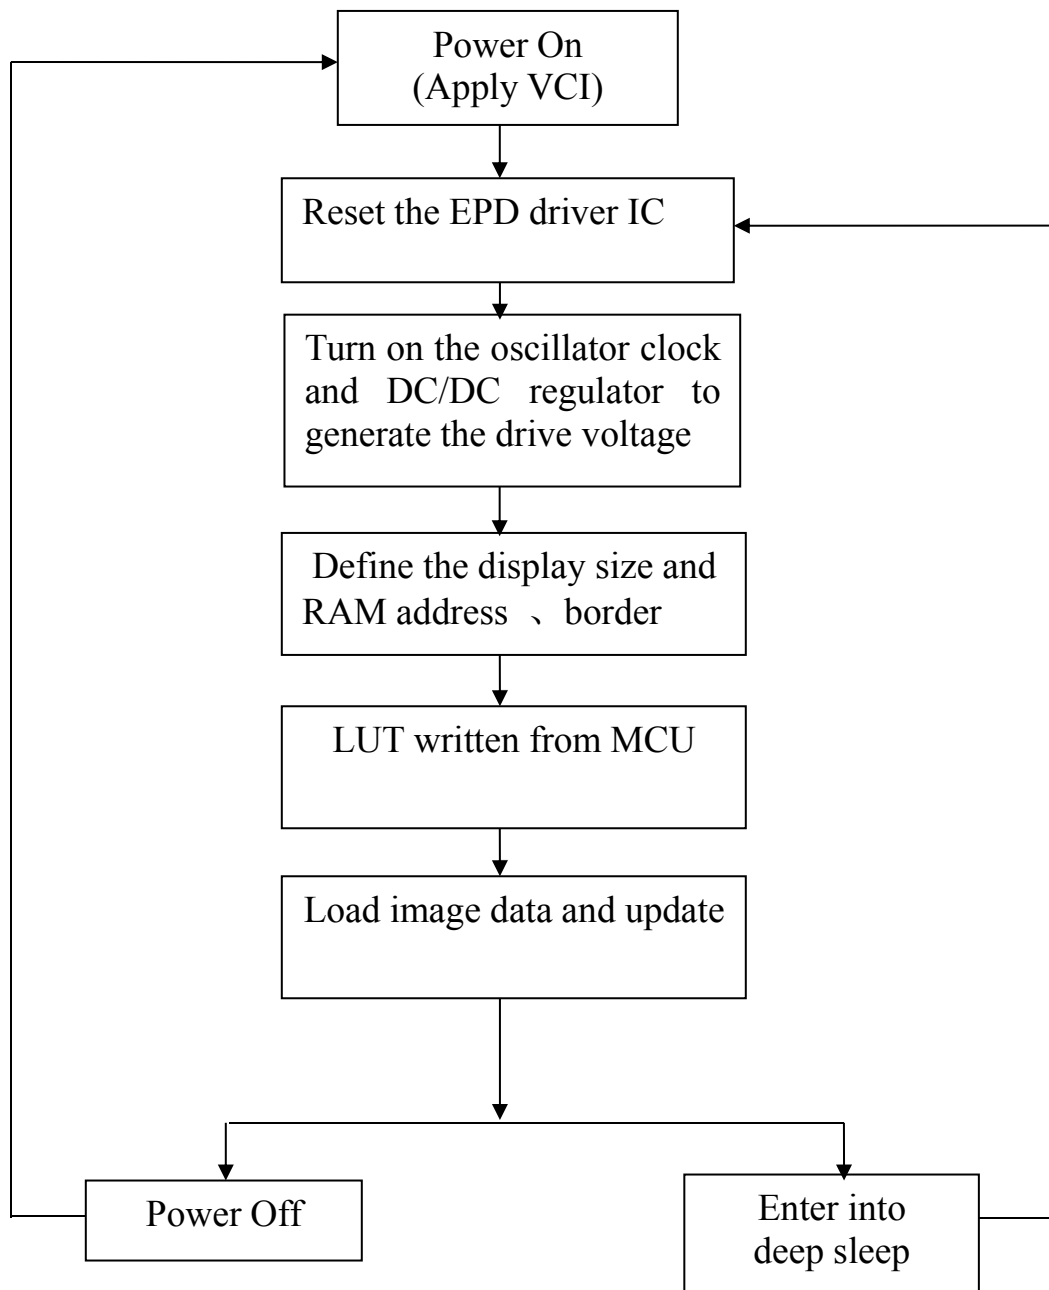 Power On
(Apply VCI)
Reset the EPD driver IC
Turn on the oscillator clock
and DC/DC regulator to
generate the drive voltage
Define the display size and
RAM address 、border
LUT written from MCU
Load image data and update
Power Off
Enter into
deep sleep